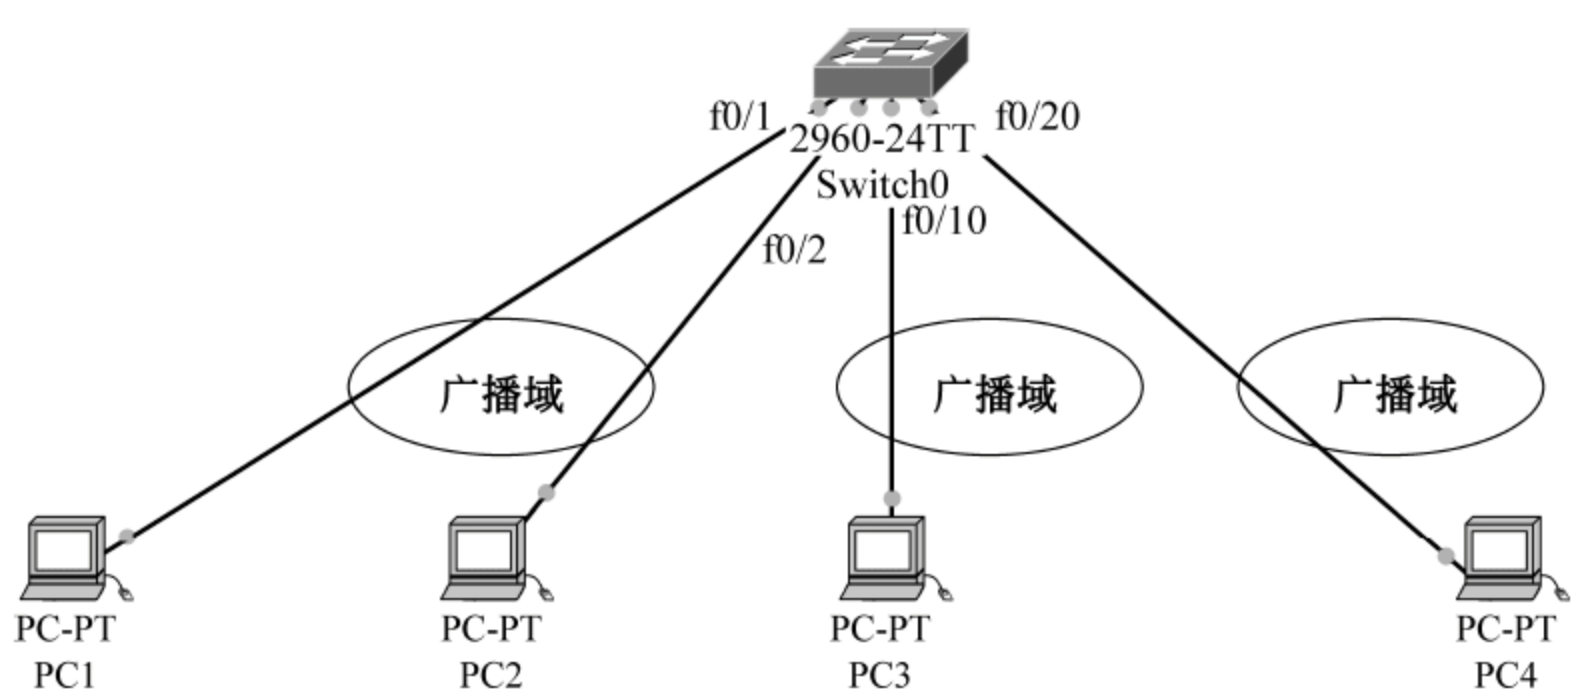 f0/1
2960-24TT
f0/20
Switch0
f0/10
f0/2
广播域
广播域
广播域
PC-PT
PC1
PC-PT
PC2
PC-PT
PC3
PC-PT
PC4